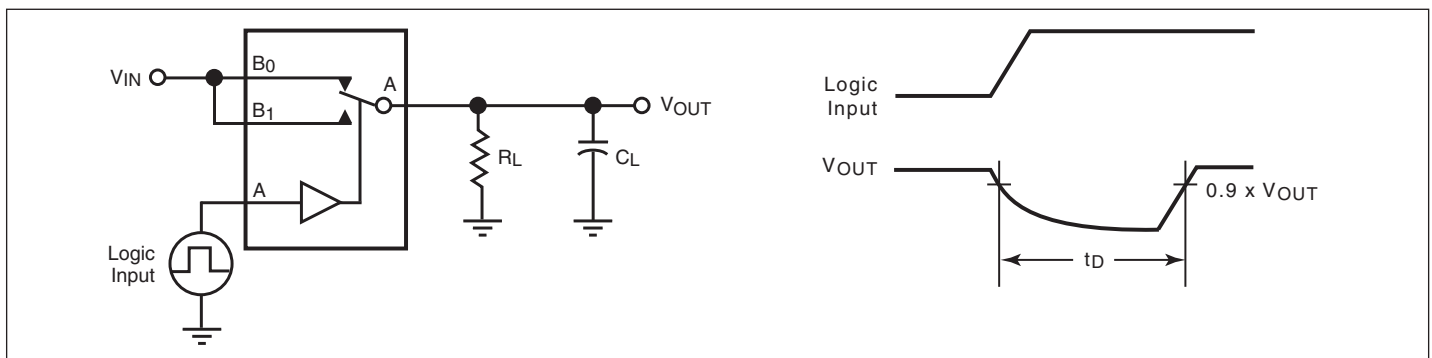 VIN
B0
B1
A
A
Logic
Input
RL
CL
VOUT
Logic
Input
VOUT
0.9 x VOUT
tD